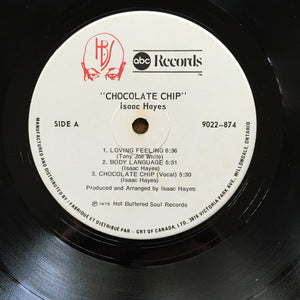 HBS
abc Records
TM
"CHOCOLATE CHIP"
Isaac Hayes
SIDE A
9022-874
1. LOVING FEELING 6:36
(Tony Joe White)
2. BODY LANGUAGE 5:31
(Isaac Hayes)
3. CHOCOLATE CHIP (Vocal) 5:30
(Isaac Hayes)
Produced and Arranged by Isaac Hayes.
℗ 1975 Hot Buttered Soul Records
MANUFACTURED AND DISTRIBUTED BY / FABRIQUE ET DISTRIBUE PAR - GRT OF CANADA, LTD. 3816 VICTORIA PARK AVE., WILLOWDALE, ONTARIO